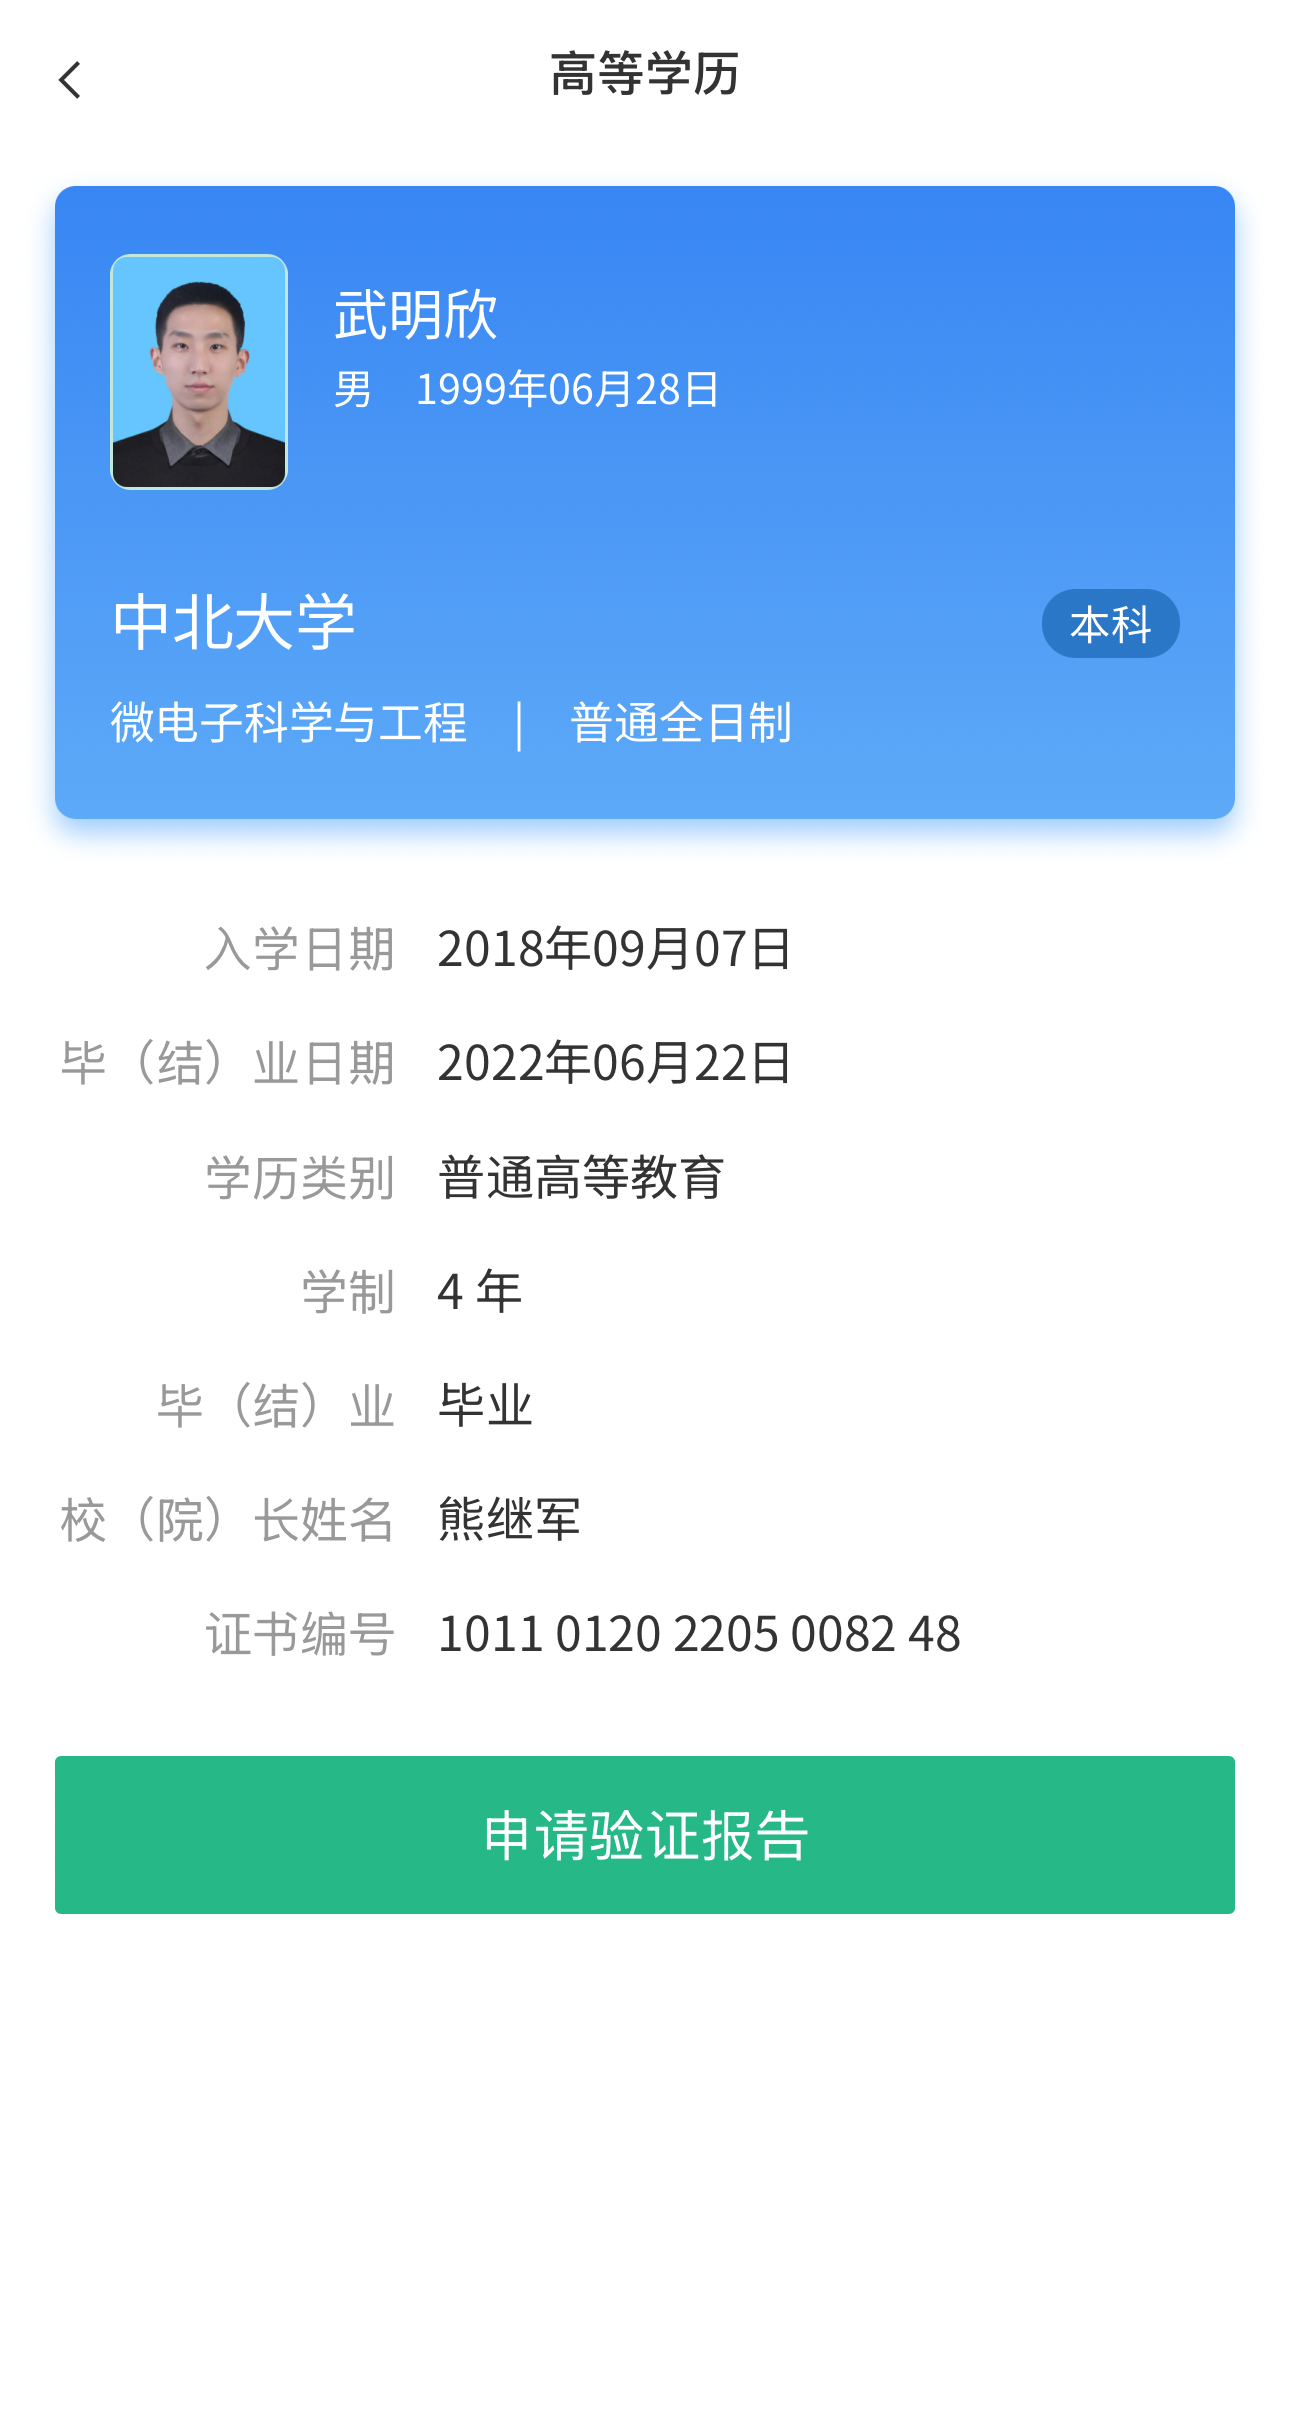 高等学历
武明欣
男 1999年06月28日
中北大学
本科
微电子科学与工程 | 普通全日制
入学日期 2018年09月07日
毕（结）业日期 2022年06月22日
学历类别 普通高等教育
学制 4 年
毕（结）业 毕业
校（院）长姓名 熊继军
证书编号 1011 0120 2205 0082 48
申请验证报告